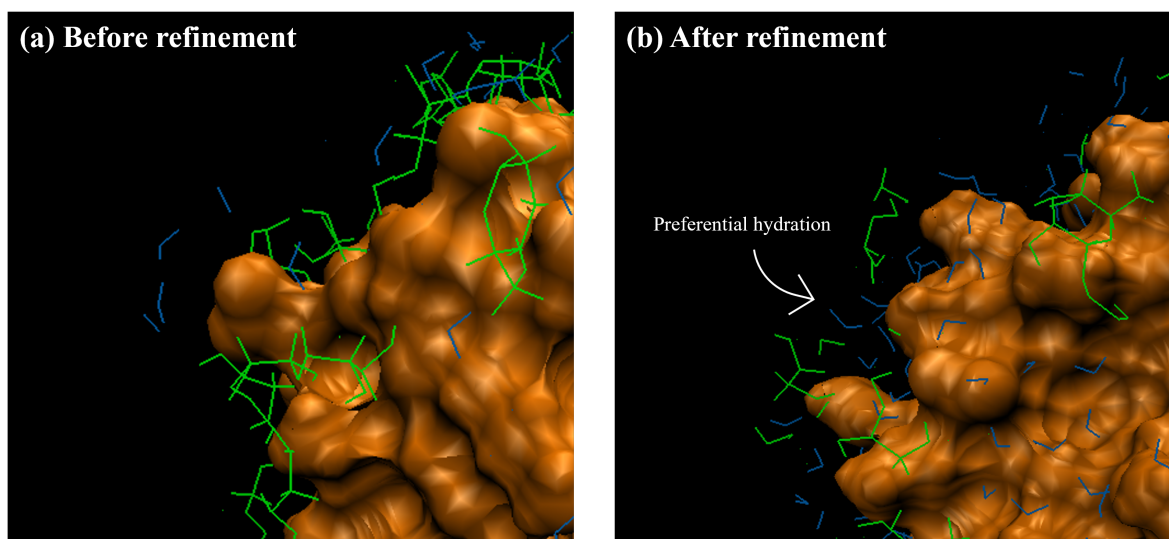 (a) Before refinement
(b) After refinement
Preferential hydration